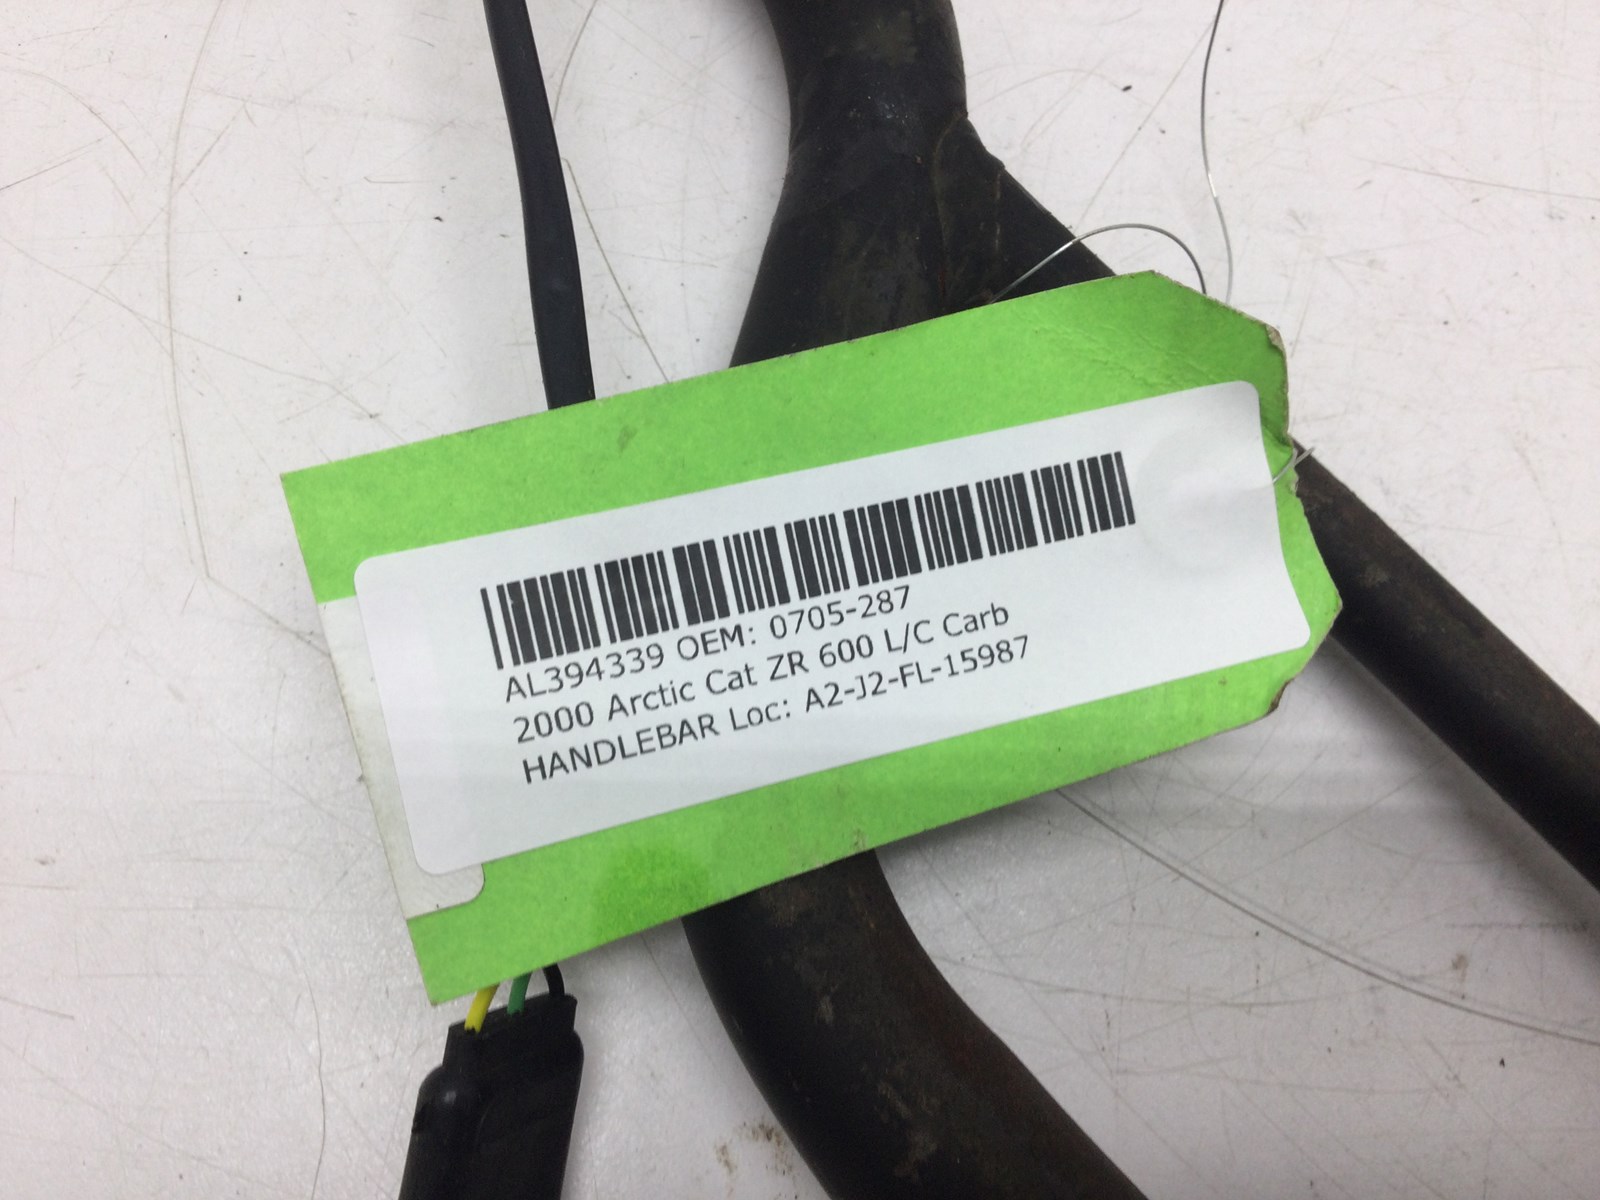 AL394339 OEM: 0705-287
2000 Arctic Cat ZR 600 L/C Carb
HANDLEBAR Loc: A2-J2-FL-15987